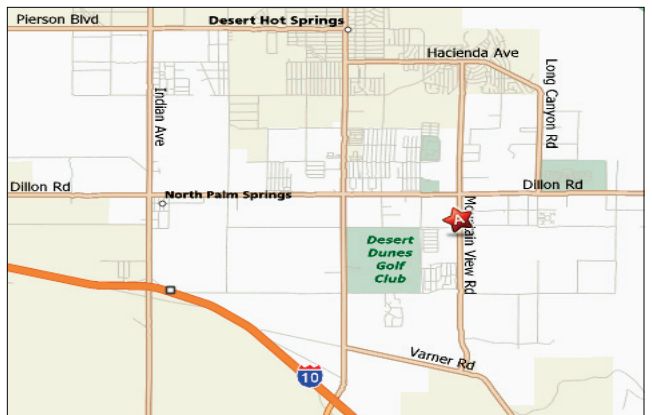 Pierson Blvd
Desert Hot Springs
Hacienda Ave
Long Canyon Rd
Indian Ave
Dillon Rd
North Palm Springs
Dillon Rd
Mountain View Rd
A
Desert
Dunes
Golf
Club
Varner Rd
10